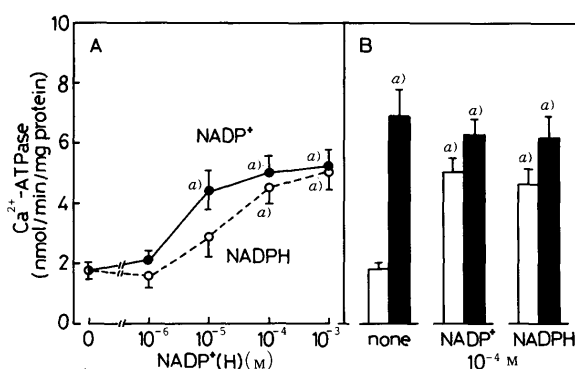 A
B
Ca²⁺-ATPase
(nmol/min/mg protein)
10
8
6
4
2
0
NADP⁺
NADPH
a)
a)
a)
a)
a)
0
10⁻⁶
10⁻⁵
10⁻⁴
10⁻³
NADP⁺(H) (M)
a)
a)
a)
a)
a)
none
NADP⁺
NADPH
10⁻⁴ M